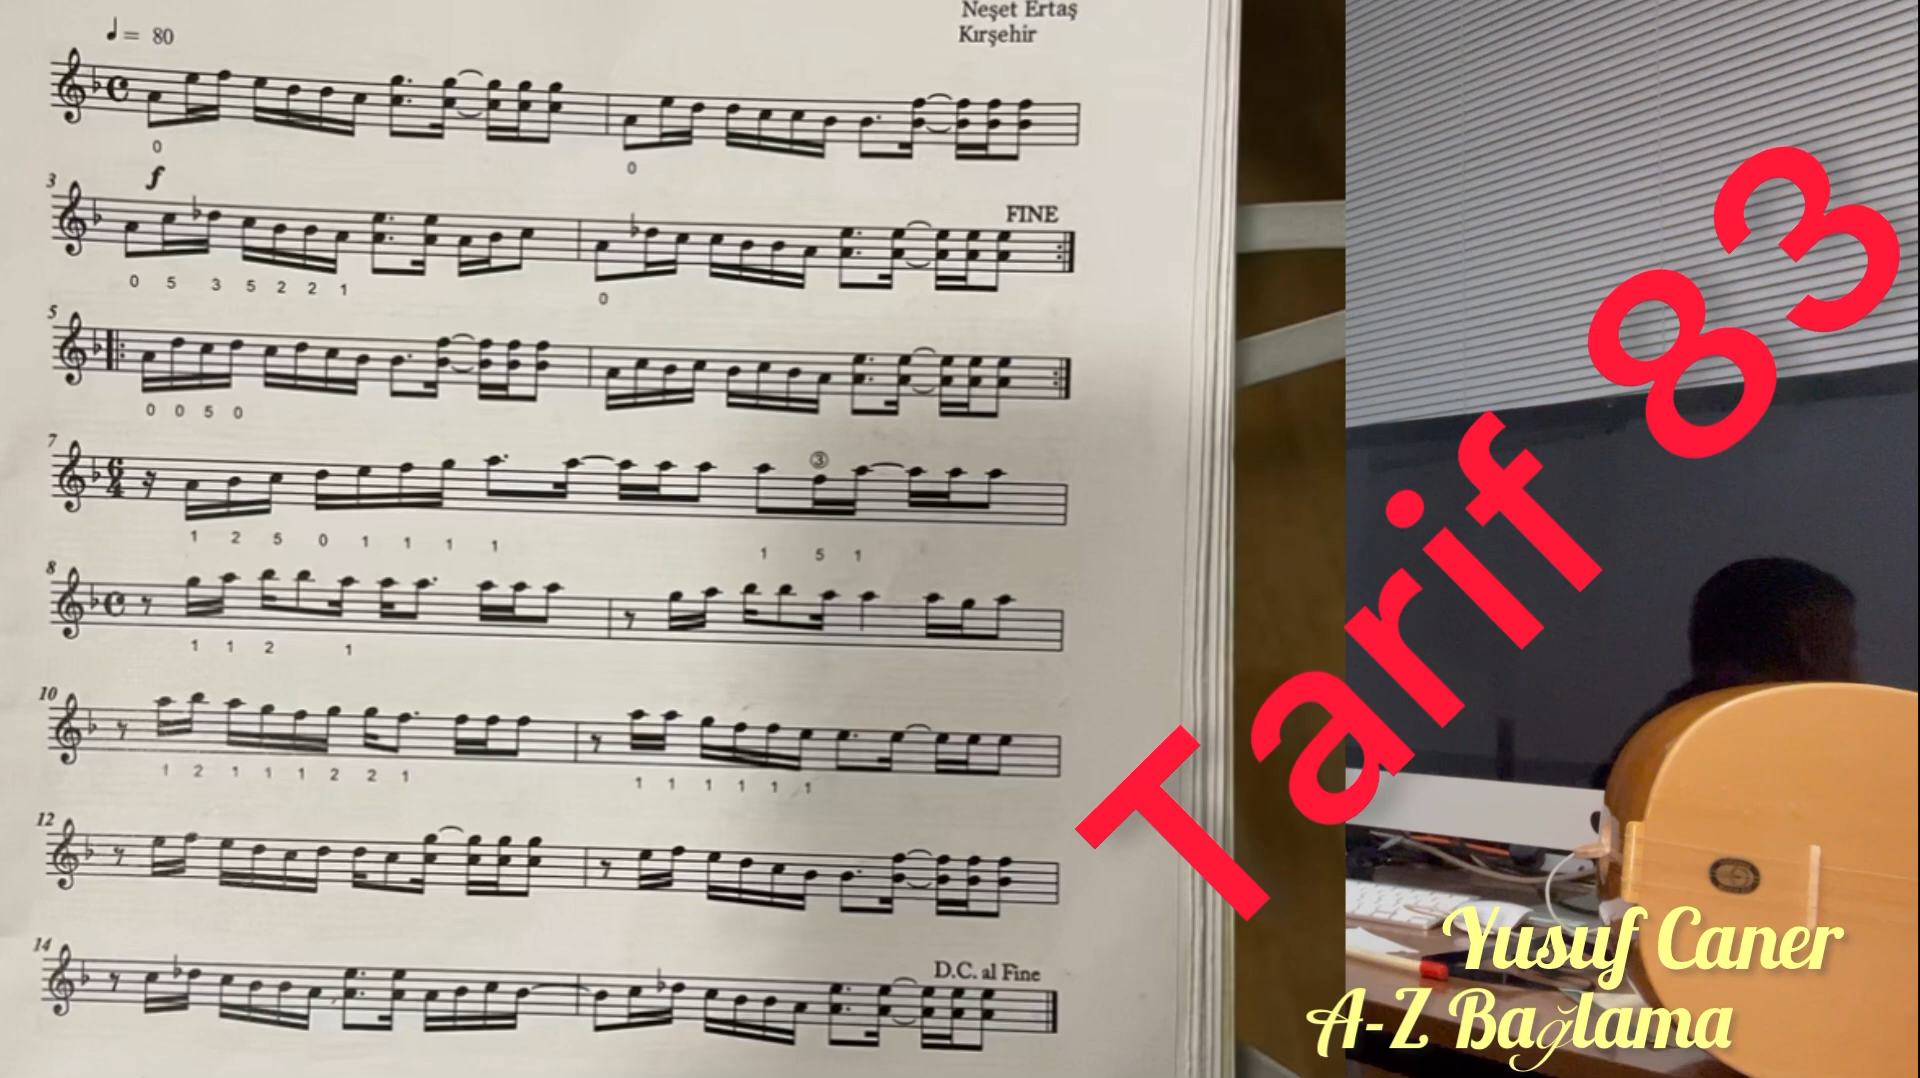 Neşet Ertaş
= 80
Kırşehir
0 0
f
3
FINE
0 5 3 5 2 2 1 0
5
0 0 5 0
7
6
4
③
1 2 5 0 1 1 1 1 1 5 1
8
1 1 2 1
10
1 2 1 1 1 2 2 1 1 1 1 1 1 1
12
14
D.C. al Fine
Tarif 83
Yusuf Caner
A-Z Bağlama